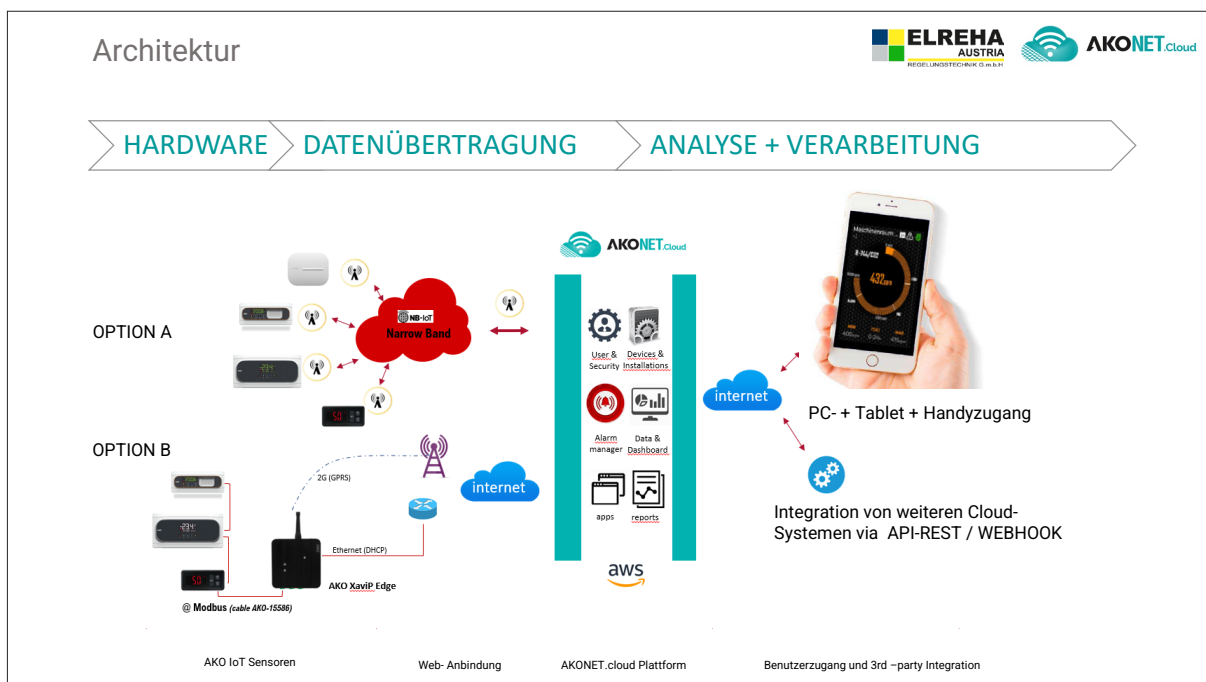 Architektur
ELREHA
AUSTRIA
REGELUNGSTECHNIK G.m.b.H
AKONET.Cloud
HARDWARE
DATENÜBERTRAGUNG
ANALYSE + VERARBEITUNG
AKONET.Cloud
OPTION A
NB-IoT
Narrow Band
User &
Security
Devices &
Installations
Alarm
manager
Data &
Dashboard
apps
reports
aws
internet
Maschinenraum
432
PC- + Tablet + Handyzugang
Integration von weiteren Cloud-
Systemen via API-REST / WEBHOOK
OPTION B
2G (GPRS)
internet
Ethernet (DHCP)
AKO XaviP Edge
@ Modbus (cable AKO-15586)
AKO IoT Sensoren
Web- Anbindung
AKONET.cloud Plattform
Benutzerzugang und 3rd –party Integration